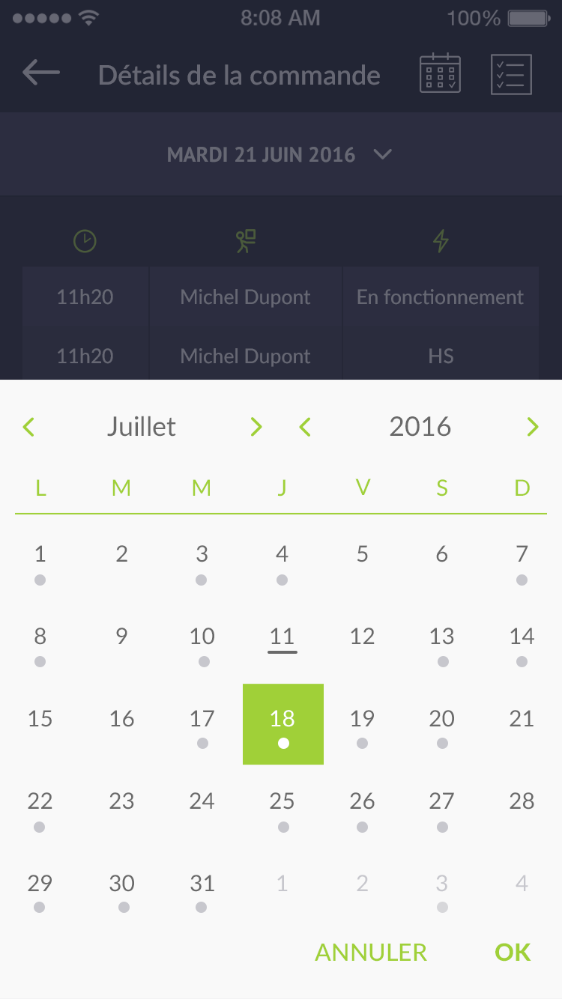 8:08 AM 100%
Détails de la commande
MARDI 21 JUIN 2016
11h20 Michel Dupont En fonctionnement
11h20 Michel Dupont HS
Juillet 2016
L M M J V S D
1 2 3 4 5 6 7
8 9 10 11 12 13 14
15 16 17 18 19 20 21
22 23 24 25 26 27 28
29 30 31 1 2 3 4
ANNULER OK